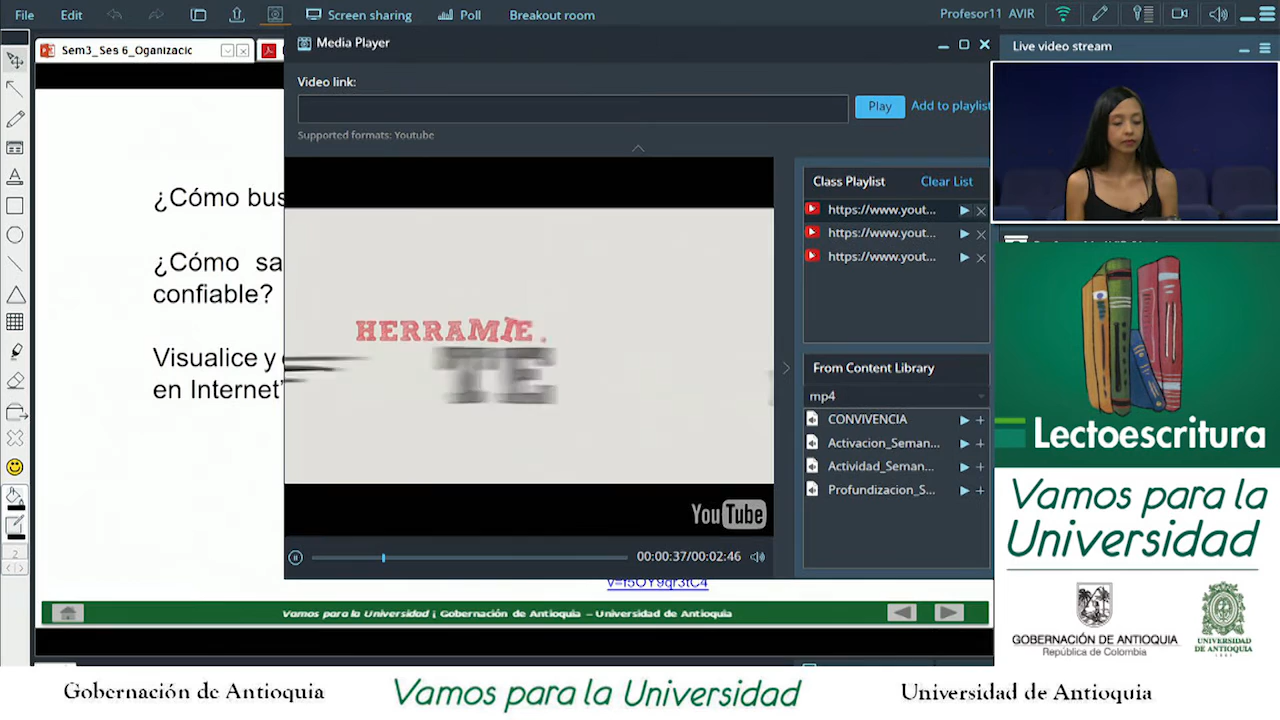 File Edit Screen sharing Poll Breakout room Profesor11 AVIR
Sem3_Ses 6_Oganizacic
Media Player
Live video stream
Video link:
Play Add to playlist
Supported formats: Youtube
¿Cómo bus
¿Cómo sa
confiable?
Visualice y
en Internet"
HERRAMIE
TE
YouTube
00:00:37/00:02:46
Class Playlist Clear List
https://www.yout...
https://www.yout...
https://www.yout...
From Content Library
mp4
CONVIVENCIA
Activacion_Seman...
Actividad_Seman...
Profundizacion_S...
v=f5OY9qr3tC4
2
Vamos para la Universidad ¡ Gobernación de Antioquia – Universidad de Antioquia
Lectoescritura
Vamos para la
Universidad
GOBERNACIÓN DE ANTIOQUIA
República de Colombia
UNIVERSIDAD
DE ANTIOQUIA
1803
Gobernación de Antioquia Vamos para la Universidad Universidad de Antioquia